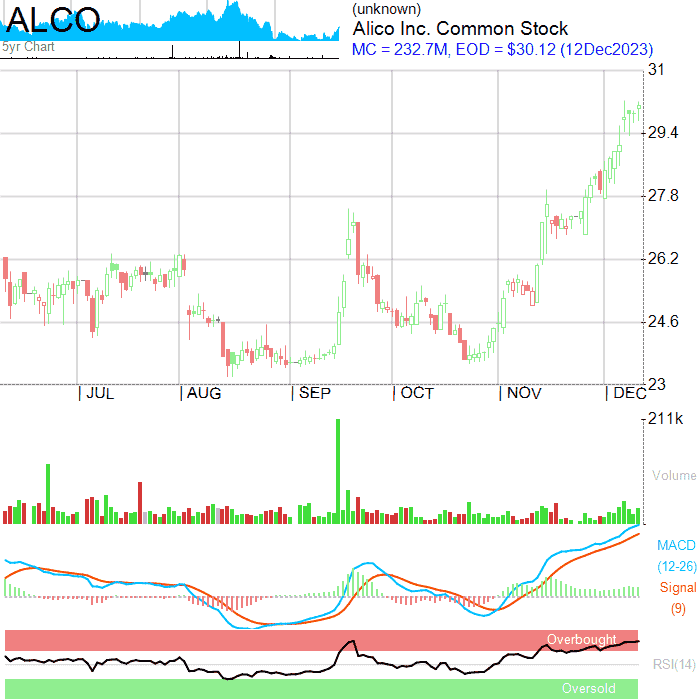 ALCO
5yr Chart
(unknown)
Alico Inc. Common Stock
MC = 232.7M, EOD = $30.12 (12Dec2023)
31
29.4
27.8
26.2
24.6
23
JUL
AUG
SEP
OCT
NOV
DEC
211k
Volume
MACD
(12-26)
Signal
(9)
Overbought
RSI(14)
Oversold